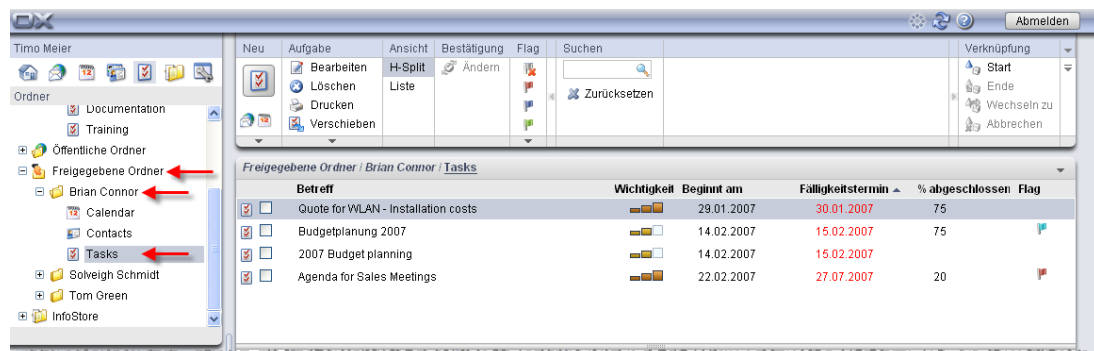 OX
Abmelden
Timo Meier
12
Ordner
Documentation
Training
Öffentliche Ordner
Freigegebene Ordner
Brian Connor
12 Calendar
Contacts
Tasks
Solveigh Schmidt
Tom Green
InfoStore
Neu Aufgabe Ansicht Bestätigung Flag Suchen Verknüpfung
Bearbeiten H-Split Ändern Start
Löschen Liste Zurücksetzen Ende
Drucken Wechseln zu
12 Verschieben Abbrechen
Freigegebene Ordner / Brian Connor / Tasks
Betreff Wichtigkeit Beginnt am Fälligkeitstermin % abgeschlossen Flag
Quote for WLAN - Installation costs 29.01.2007 30.01.2007 75
Budgetplanung 2007 14.02.2007 15.02.2007 75
2007 Budget planning 14.02.2007 15.02.2007
Agenda for Sales Meetings 22.02.2007 27.07.2007 20